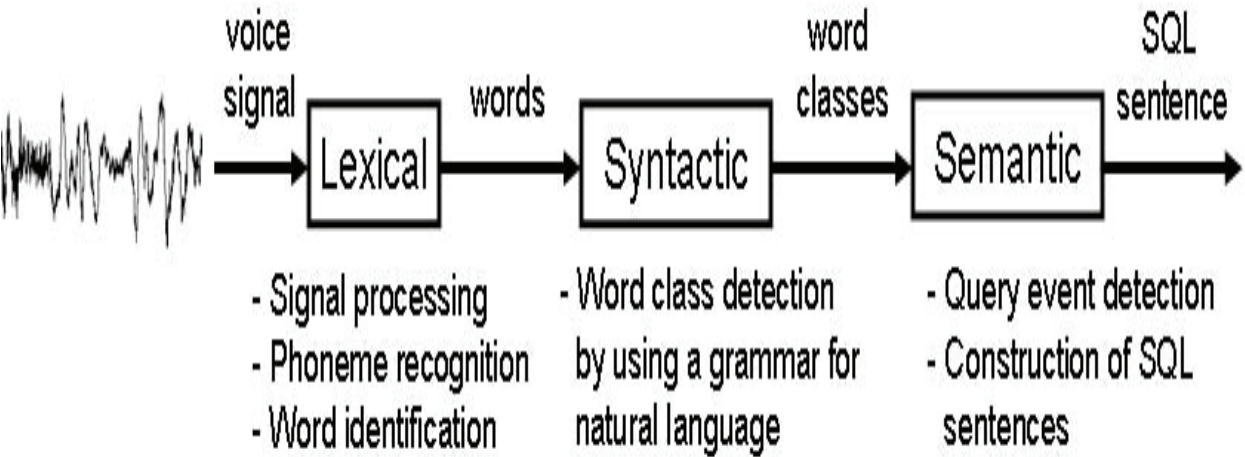 voice
signal
words
word
classes
SQL
sentence
Lexical
Syntactic
Semantic
- Signal processing
- Phoneme recognition
- Word identification
- Word class detection
by using a grammar for
natural language
- Query event detection
- Construction of SQL
sentences